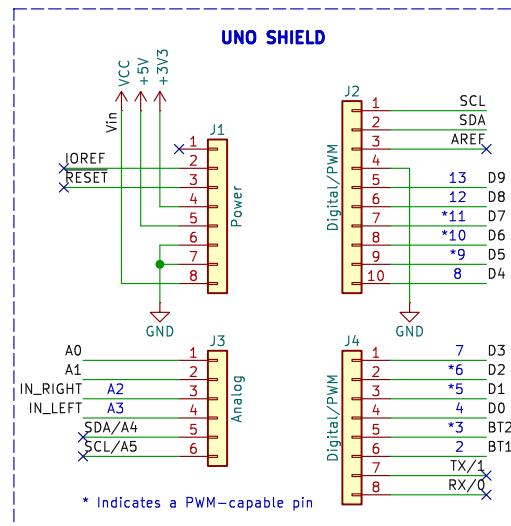 UNO SHIELD
VCC
+5V
+3V3
Vin
J1
1
IOREF 2
RESET 3
4
5
6
7
8
Power
GND
J2
1 SCL
2 SDA
3 AREF
4
5 13 D9
6 12 D8
7 *11 D7
8 *10 D6
9 *9 D5
10 8 D4
Digital/PWM
GND
J3
A0 1
A1 2
IN_RIGHT A2 3
IN_LEFT A3 4
SDA/A4 5
SCL/A5 6
Analog
J4
1 7 D3
2 *6 D2
3 *5 D1
4 4 D0
5 *3 BT2
6 2 BT1
7 TX/1
8 RX/0
Digital/PWM
* Indicates a PWM-capable pin